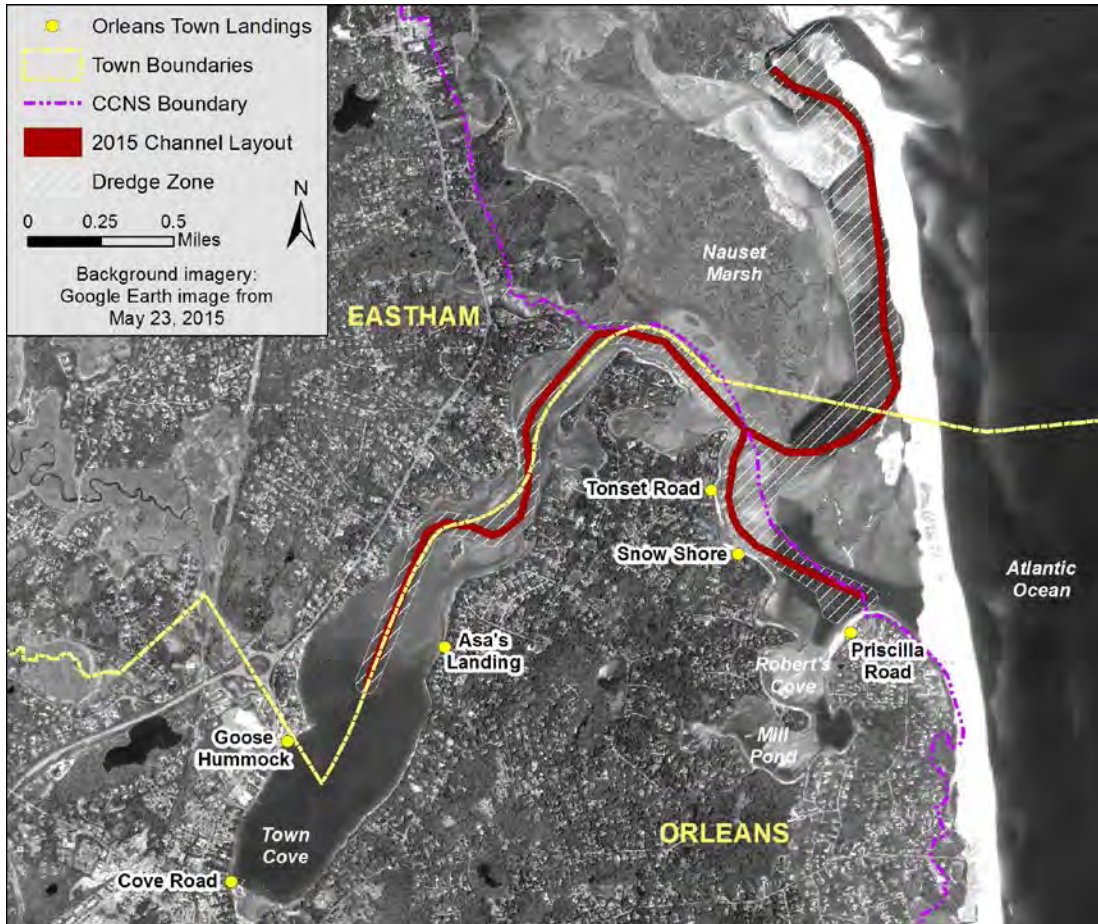 Orleans Town Landings
Town Boundaries
CCNS Boundary
2015 Channel Layout
Dredge Zone
N
0 0.25 0.5
Miles
Background imagery:
Google Earth image from
May 23, 2015
Nauset
Marsh
EASTHAM
Tonset Road
Snow Shore
Atlantic
Ocean
Asa's
Landing
Priscilla
Road
Robert's
Cove
Goose
Hummock
Mill
Pond
ORLEANS
Town
Cove
Cove Road